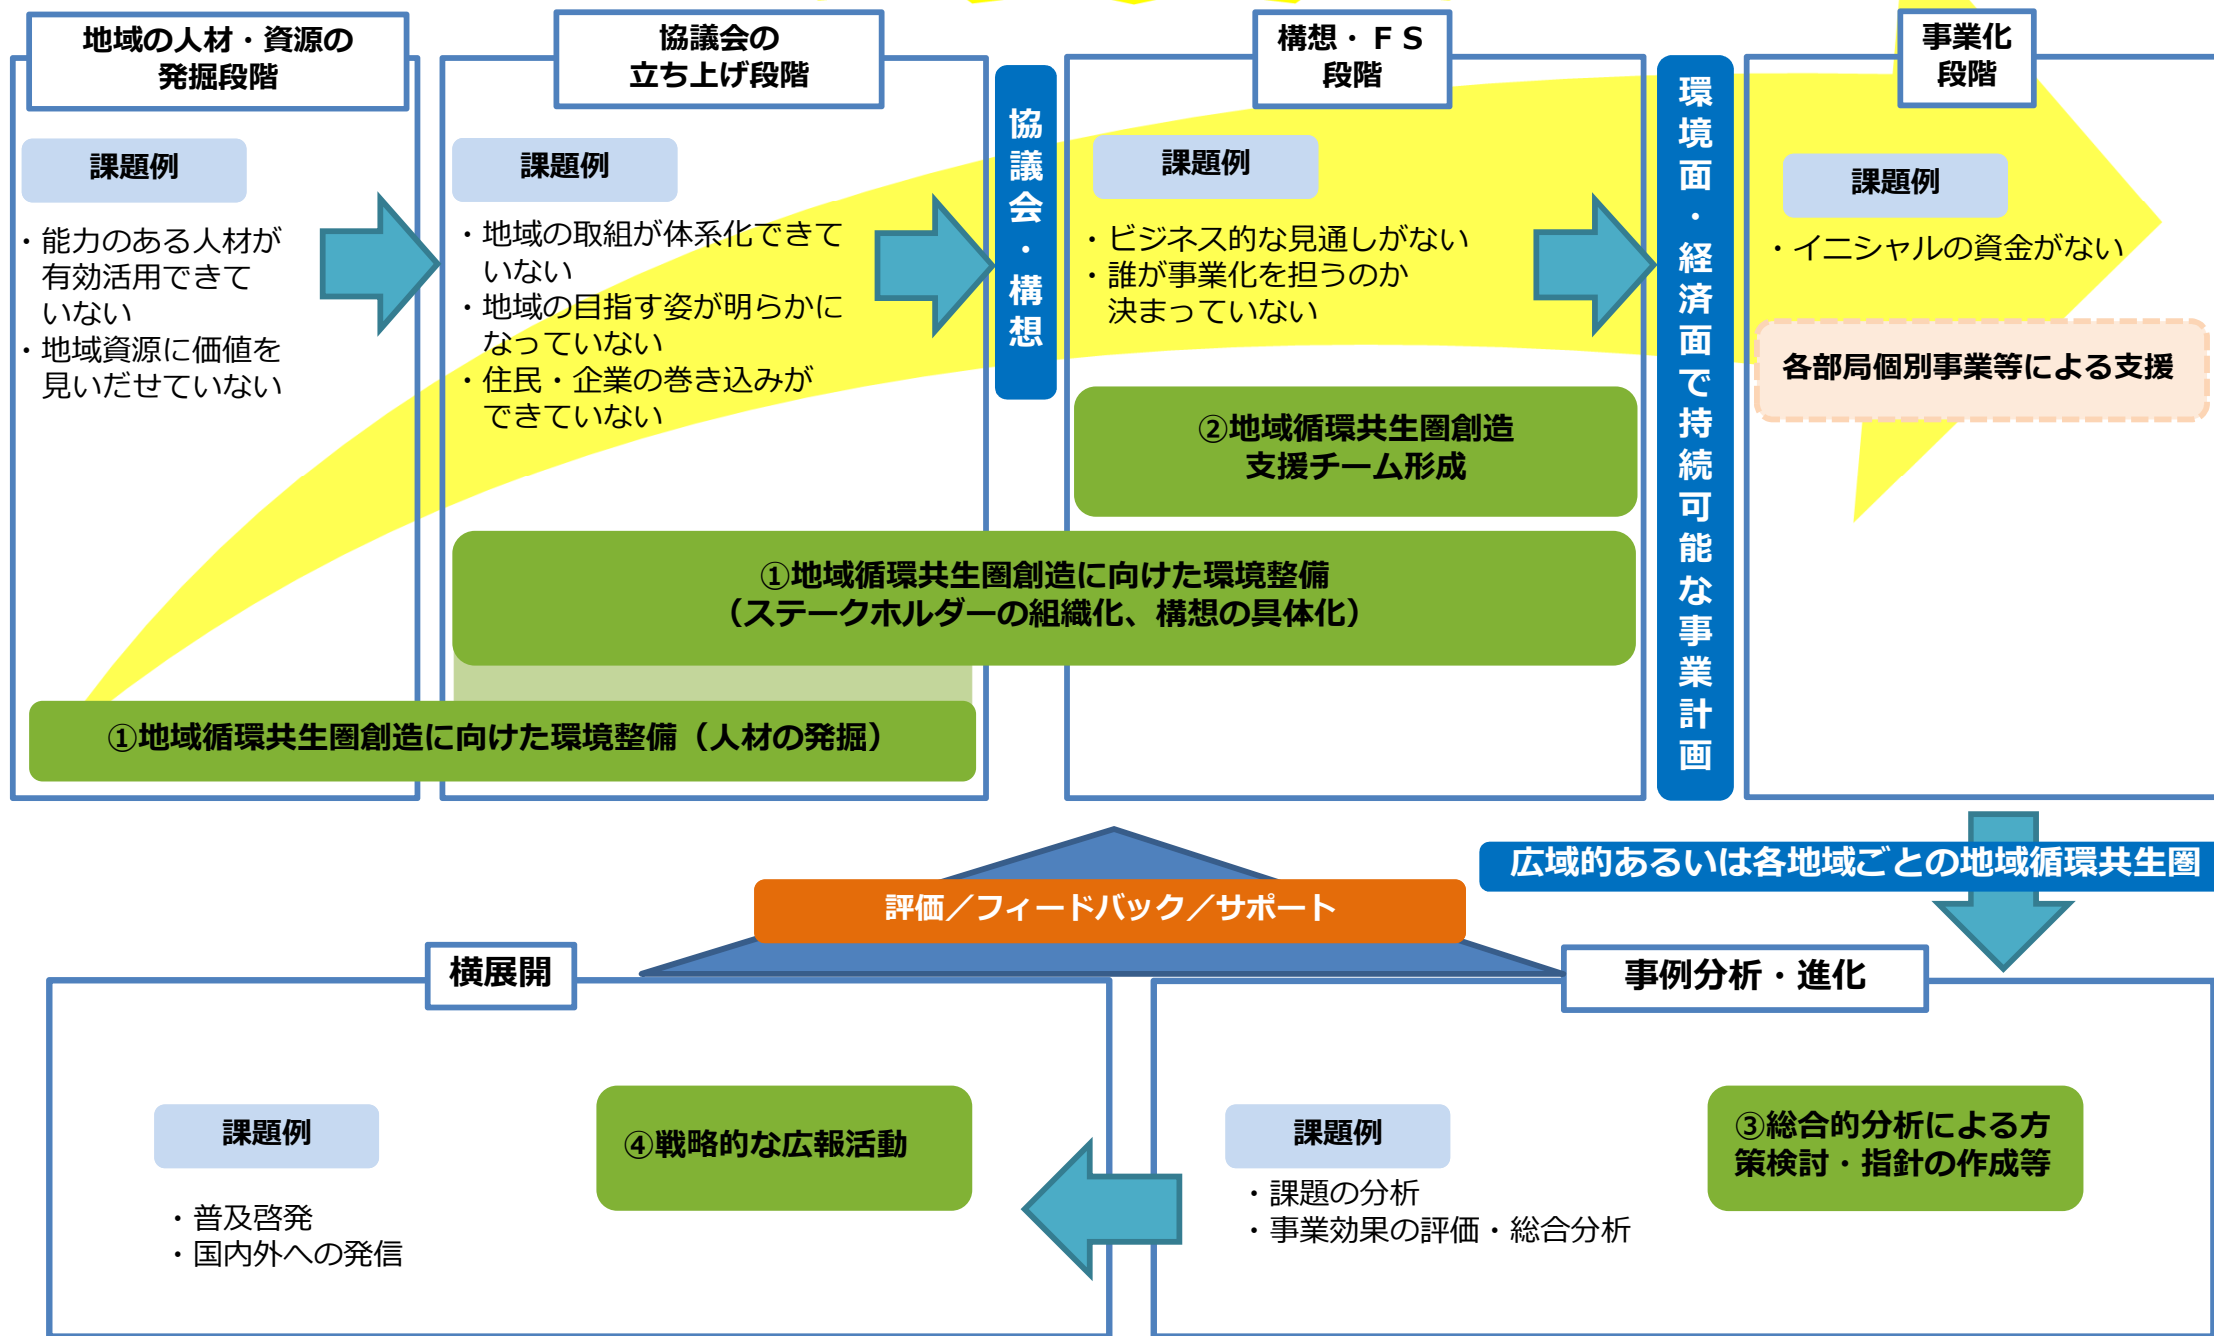 地域の人材・資源の
発掘段階
課題例
・能力のある人材が
有効活用できて
いない
・地域資源に価値を
見いだせていない
協議会の
立ち上げ段階
課題例
・地域の取組が体系化できて
いない
・地域の目指す姿が明らかに
なっていない
・住民・企業の巻き込みが
できていない
協議会・構想
構想・ＦＳ
段階
課題例
・ビジネス的な見通しがない
・誰が事業化を担うのか
決まっていない
②地域循環共生圏創造
支援チーム形成
①地域循環共生圏創造に向けた環境整備
（ステークホルダーの組織化、構想の具体化）
①地域循環共生圏創造に向けた環境整備（人材の発掘）
環境面・経済面で持続可能な事業計画
事業化
段階
課題例
・イニシャルの資金がない
各部局個別事業等による支援
広域的あるいは各地域ごとの地域循環共生圏
評価／フィードバック／サポート
横展開
課題例
・普及啓発
・国内外への発信
④戦略的な広報活動
事例分析・進化
課題例
・課題の分析
・事業効果の評価・総合分析
③総合的分析による方
策検討・指針の作成等